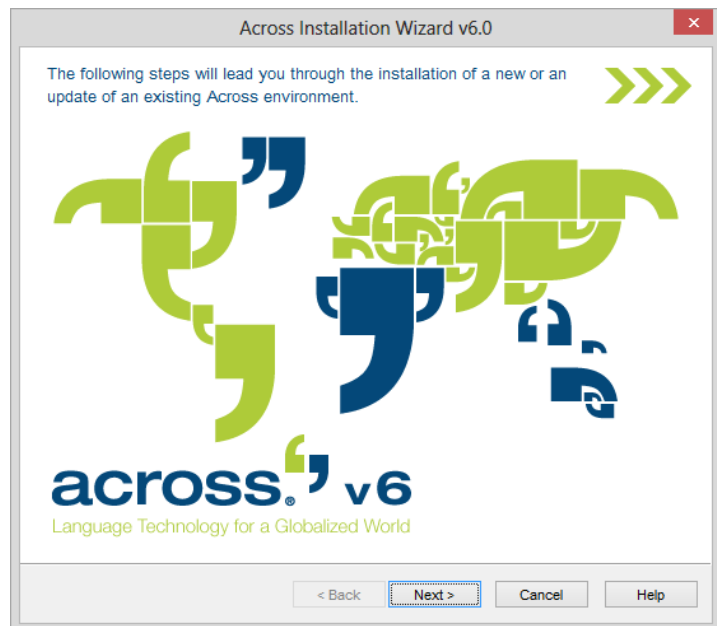 Across Installation Wizard v6.0
The following steps will lead you through the installation of a new or an
update of an existing Across environment.
across.® v6
Language Technology for a Globalized World
< Back
Next >
Cancel
Help